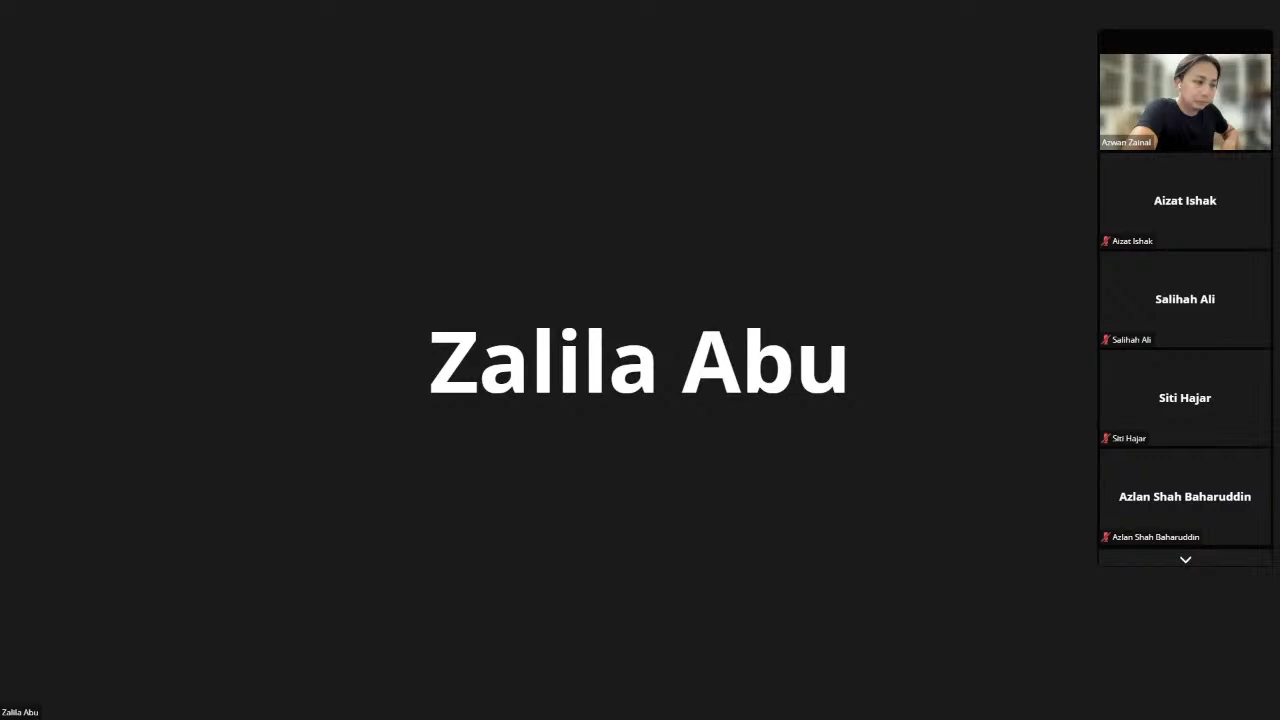 Zalila Abu
Azwan Zainal
Aizat Ishak
Aizat Ishak
Salihah Ali
Salihah Ali
Siti Hajar
Siti Hajar
Azlan Shah Baharuddin
Azlan Shah Baharuddin
Zalila Abu